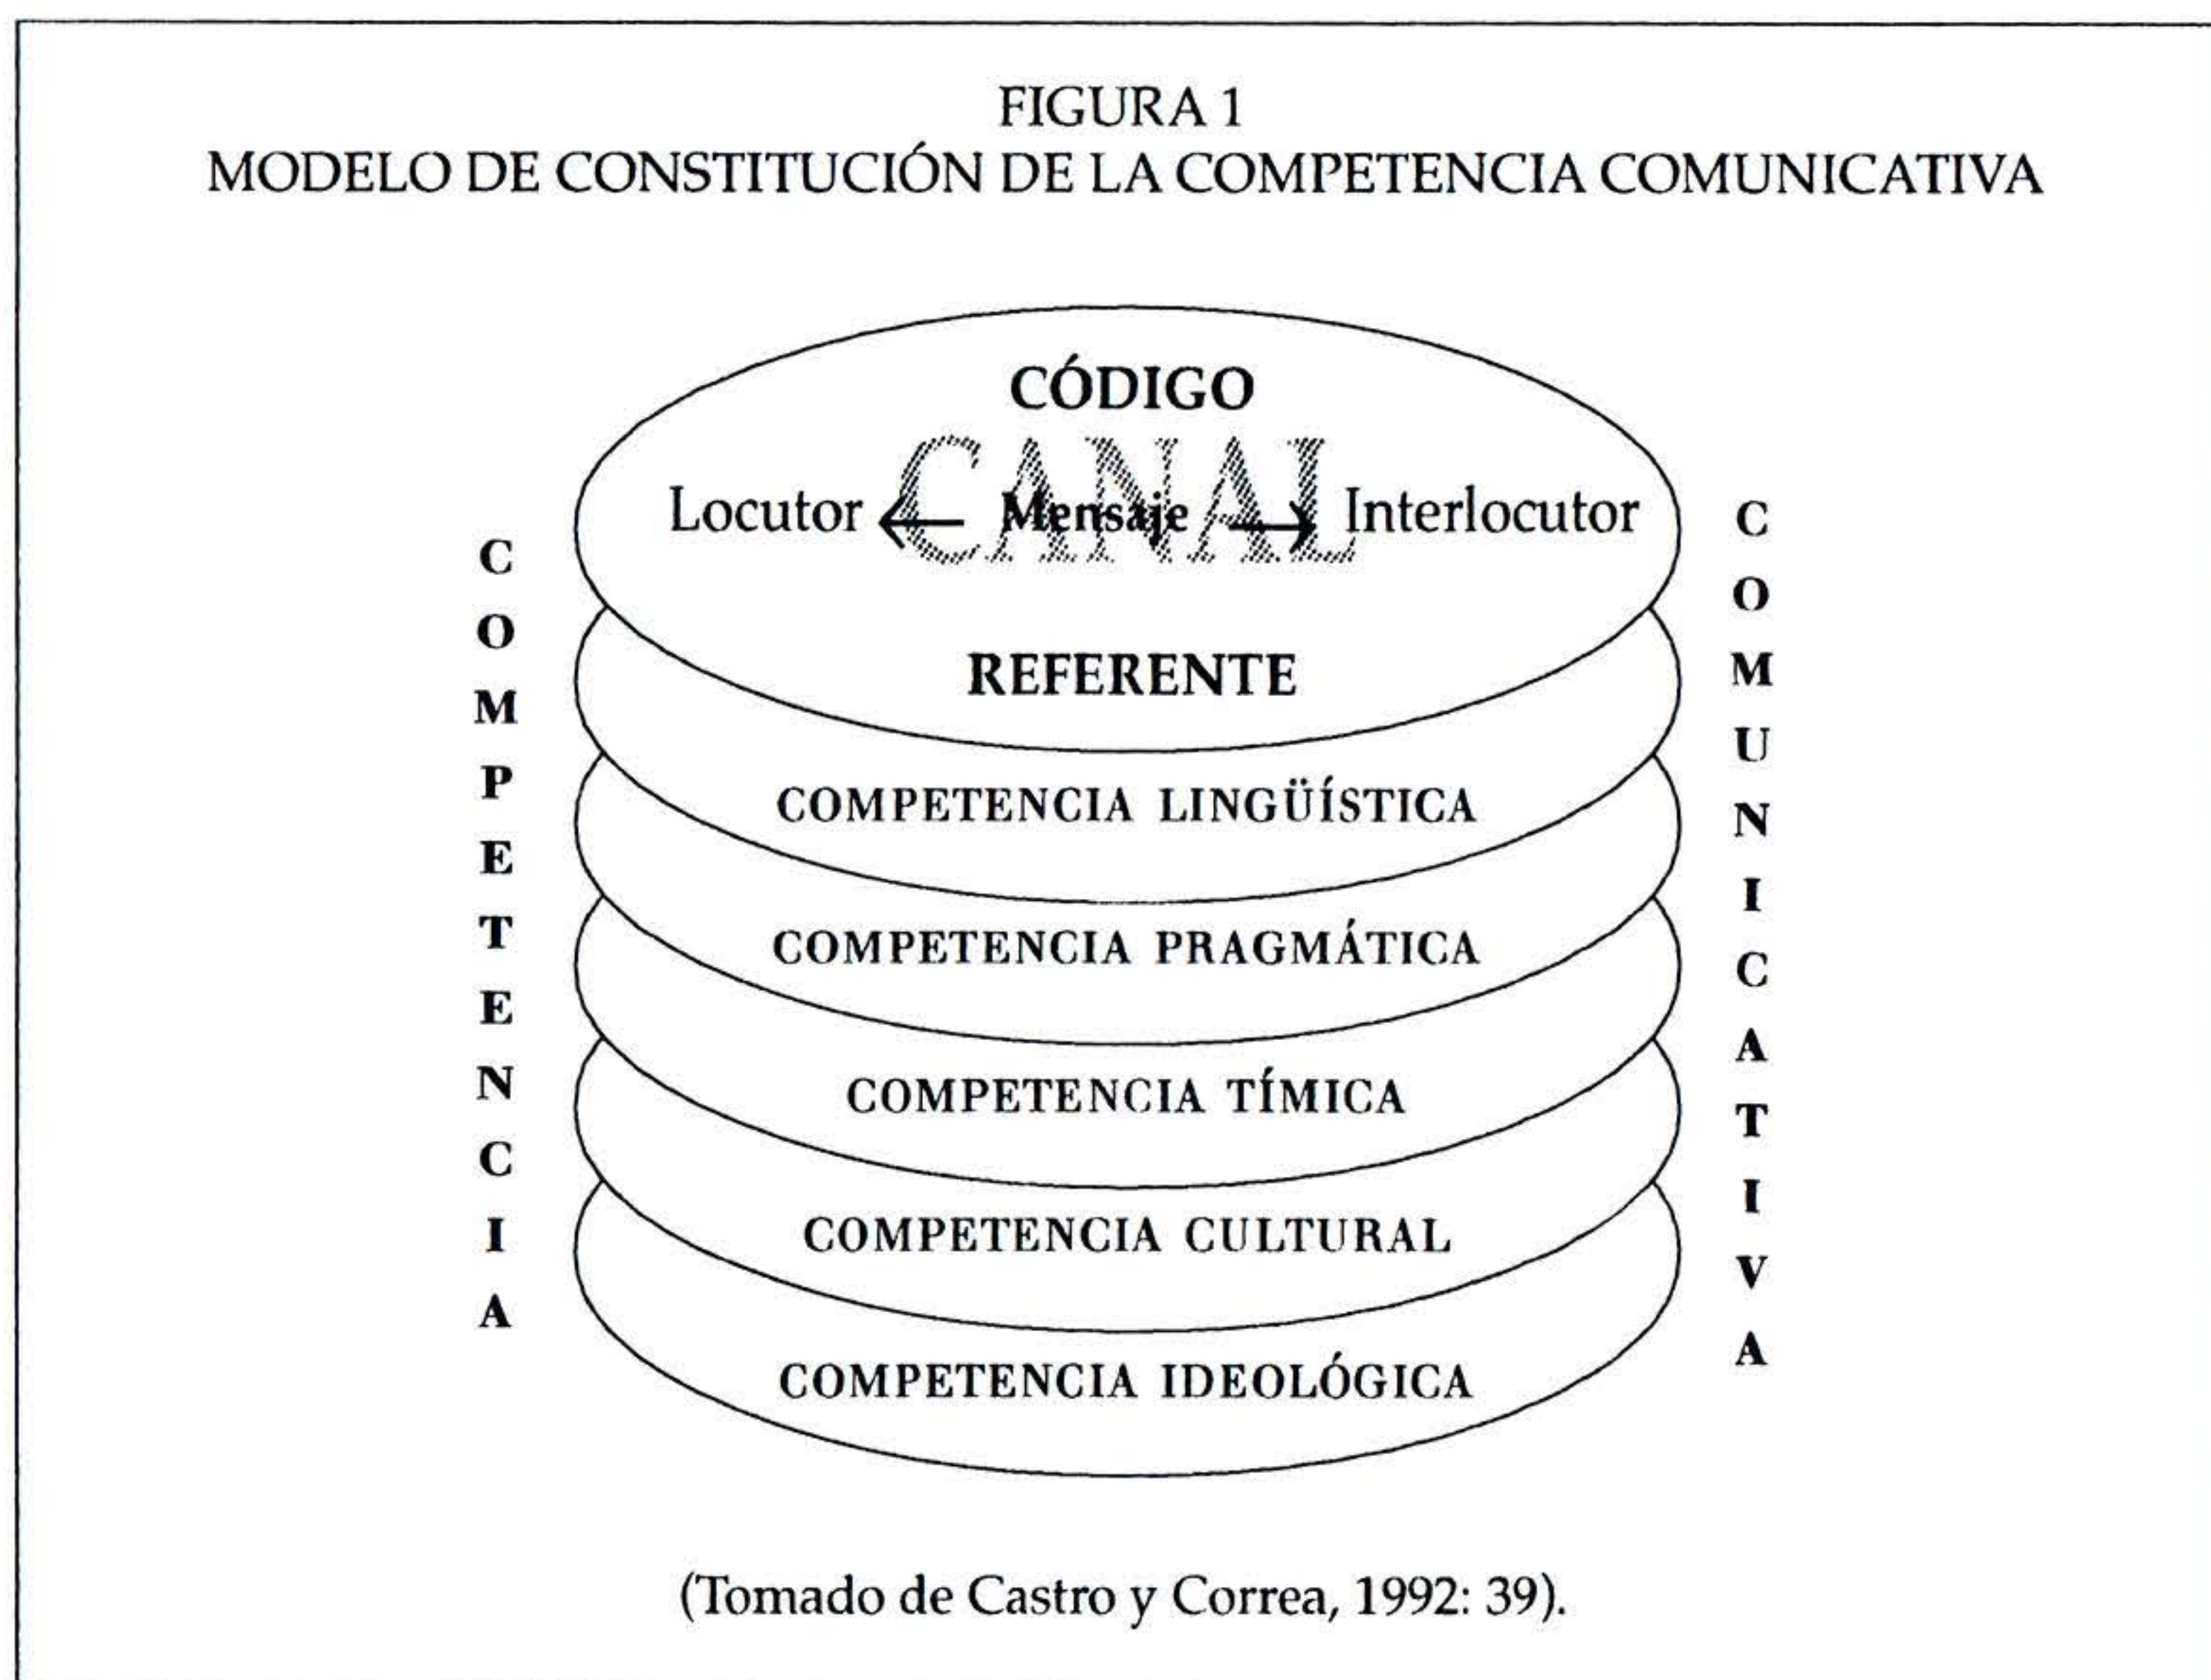 FIGURA 1
MODELO DE CONSTITUCIÓN DE LA COMPETENCIA COMUNICATIVA
CÓDIGO
CANAL
Locutor ← Mensaje → Interlocutor
REFERENTE
COMPETENCIA LINGÜÍSTICA
COMPETENCIA PRAGMÁTICA
COMPETENCIA TÍMICA
COMPETENCIA CULTURAL
COMPETENCIA IDEOLÓGICA
COMPETENCIA
COMUNICATIVA
(Tomado de Castro y Correa, 1992: 39).